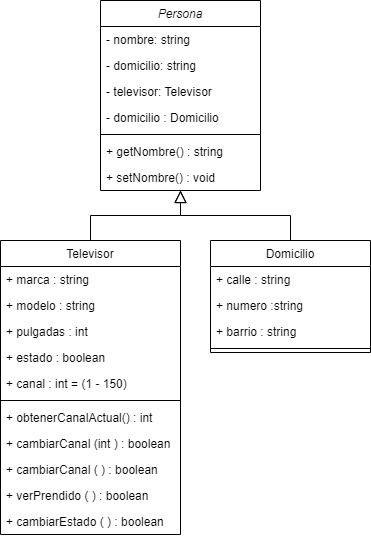 Persona
- nombre: string
- domicilio: string
- televisor: Televisor
- domicilio : Domicilio
+ getNombre() : string
+ setNombre() : void
Televisor
+ marca : string
+ modelo : string
+ pulgadas : int
+ estado : boolean
+ canal : int = (1 - 150)
+ obtenerCanalActual() : int
+ cambiarCanal (int ) : boolean
+ cambiarCanal ( ) : boolean
+ verPrendido ( ) : boolean
+ cambiarEstado ( ) : boolean
Domicilio
+ calle : string
+ numero :string
+ barrio : string